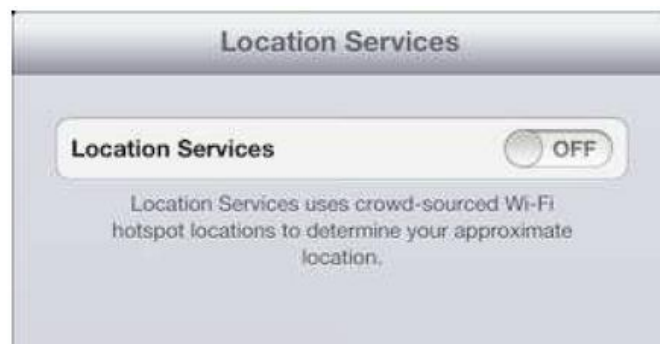 Location Services
Location Services OFF
Location Services uses crowd-sourced Wi-Fi
hotspot locations to determine your approximate
location.